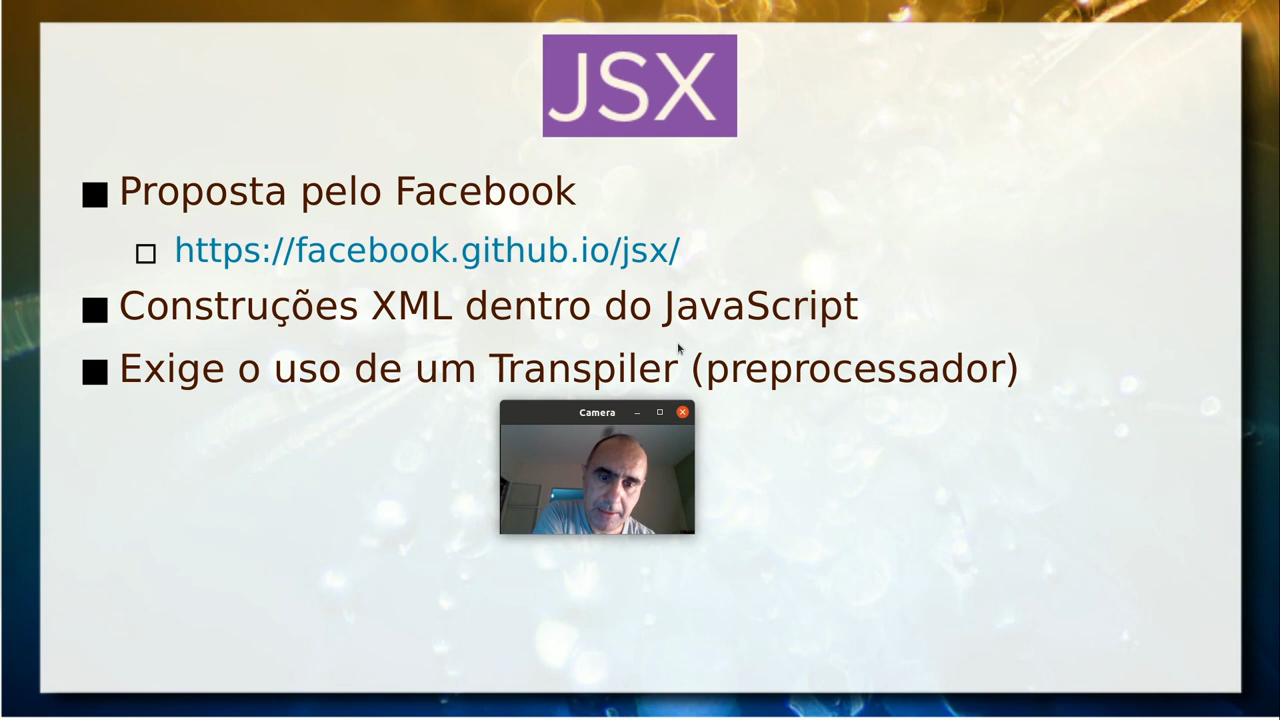 JSX
Proposta pelo Facebook
https://facebook.github.io/jsx/
Construções XML dentro do JavaScript
Exige o uso de um Transpiler (preprocessador)
Camera